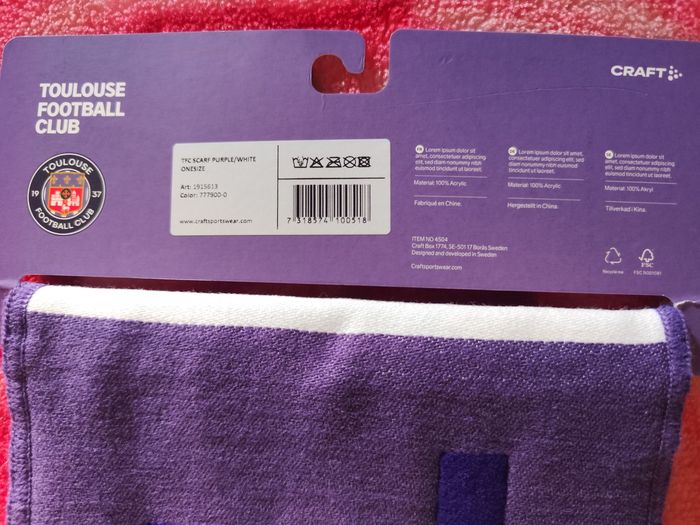 TOULOUSE
FOOTBALL
CLUB
TOULOUSE
19 37
FOOTBALL CLUB
TFC SCARF PURPLE/WHITE
ONESIZE
Art: 1915613
Color: 777900-0
www.craftsportswear.com
7 318574 100518
CRAFT
Lorem ipsum dolor sit
amet, consectetuer adipiscing
elit, sed diam nonummy nibh
euismod tincidunt ut laoreet.
Material: 100% Acrylic.
Fabriqué en Chine.
Lorem ipsum dolor sit
amet, consectetuer adipiscing
elit, sed diam nonummy nibh
euismod tincidunt ut laoreet.
Material: 100% Acrylic.
Hergestellt in China.
Lorem ipsum dolor sit
amet, consectetuer adipiscing
elit, sed diam nonummy nibh
euismod tincidunt ut laoreet.
Material: 100% Akryl.
Tillverkad i Kina.
ITEM NO 4504
Craft Box 1774, SE-501 17 Borås Sweden
Designed and developed in Sweden
Craftsportswear.com
Recycle me
FSC